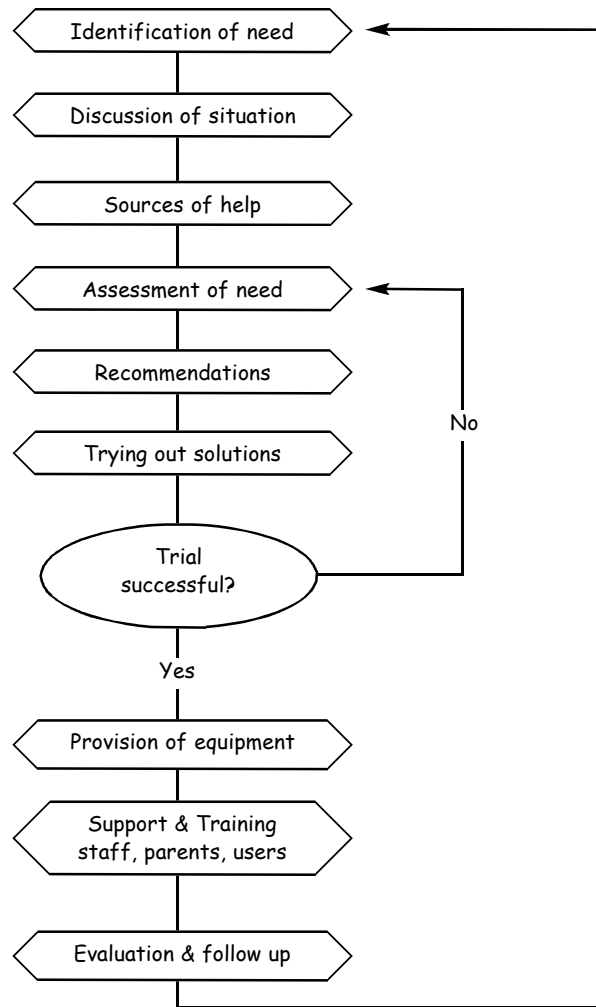 Identification of need
Discussion of situation
Sources of help
Assessment of need
Recommendations
No
Trying out solutions
Trial
successful?
Yes
Provision of equipment
Support & Training
staff, parents, users
Evaluation & follow up